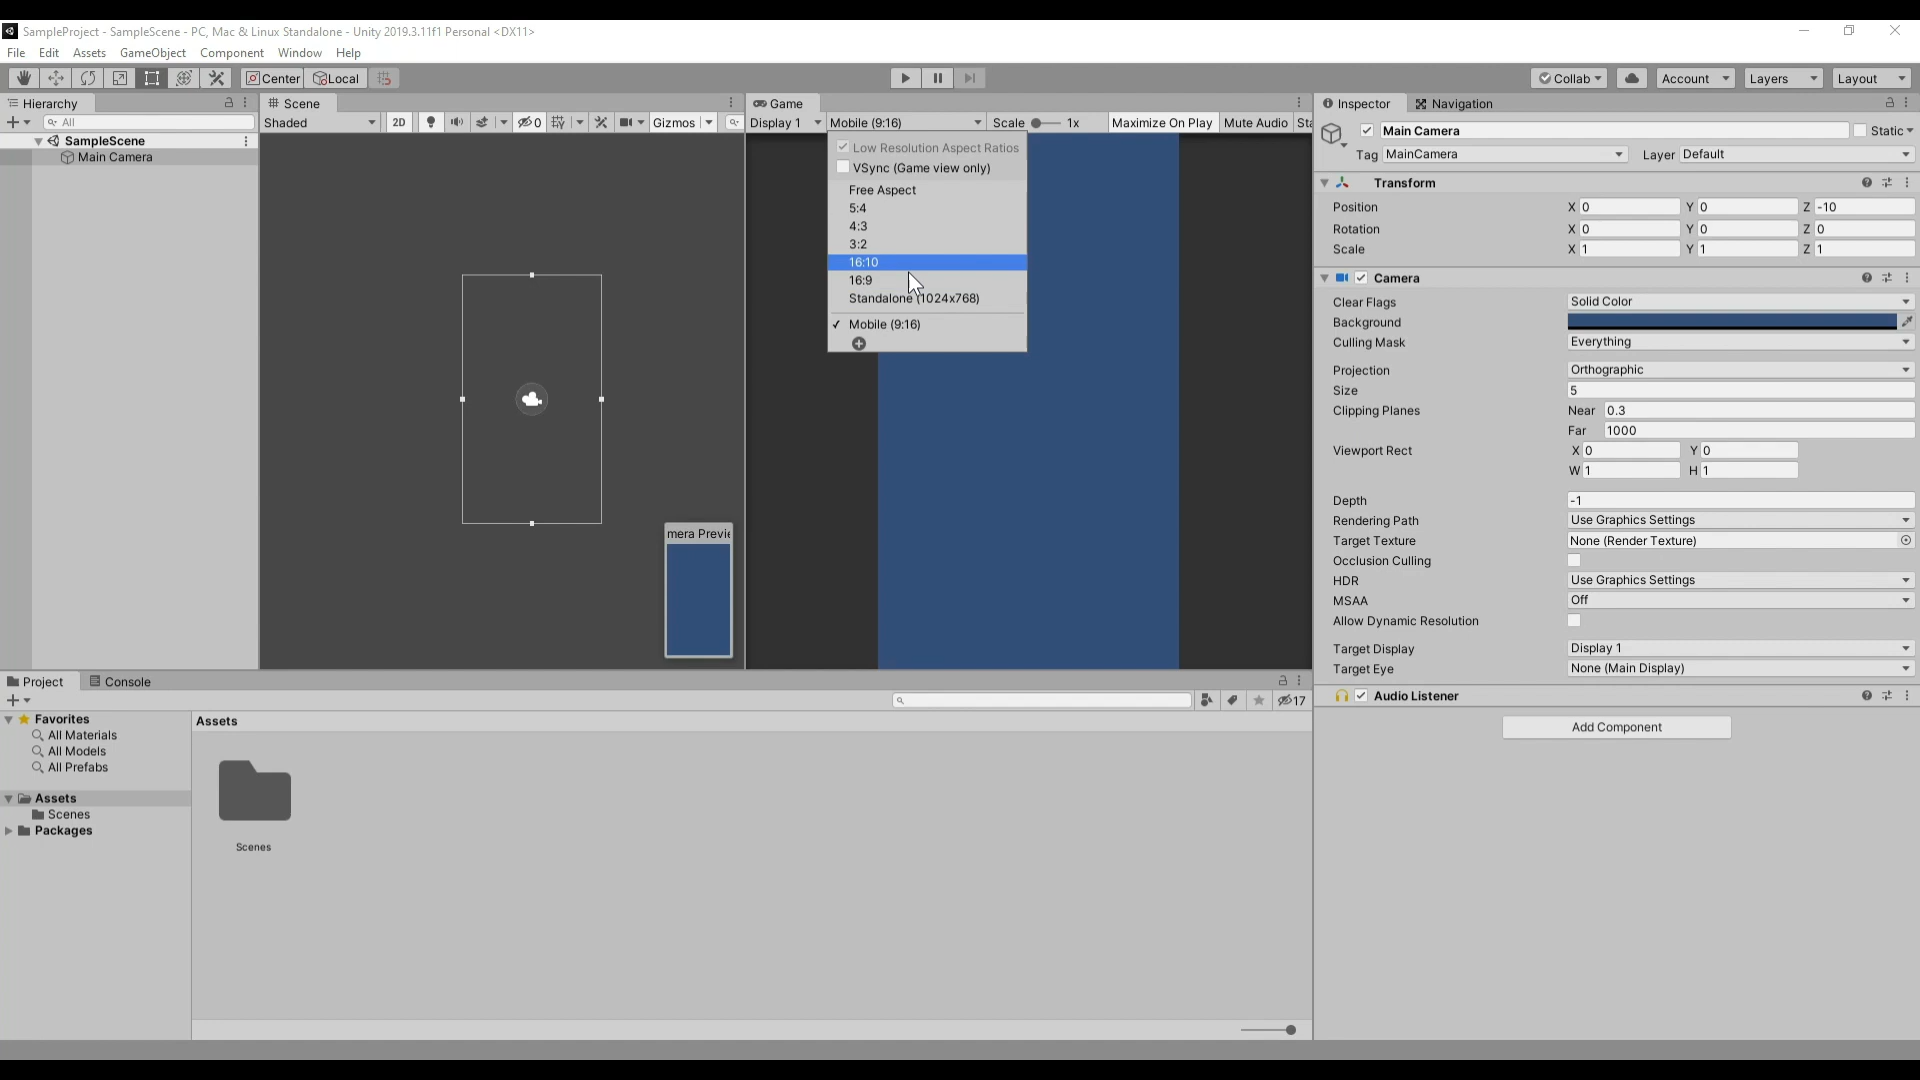 SampleProject - SampleScene - PC, Mac & Linux Standalone - Unity 2019.3.11f1 Personal <DX11>
File Edit Assets GameObject Component Window Help
Center Local Collab Account Layers Layout
Hierarchy
All
SampleScene
Main Camera
Scene
Shaded 2D 0 Gizmos
mera Previe
Game
Display 1 Mobile (9:16) Scale 1x Maximize On Play Mute Audio Sta
Low Resolution Aspect Ratios
VSync (Game view only)
Free Aspect
5:4
4:3
3:2
16:10
16:9
Standalone (1024x768)
Mobile (9:16)
Inspector Navigation
Main Camera Static
Tag MainCamera Layer Default
Transform
Position X 0 Y 0 Z -10
Rotation X 0 Y 0 Z 0
Scale X 1 Y 1 Z 1
Camera
Clear Flags Solid Color
Background
Culling Mask Everything
Projection Orthographic
Size 5
Clipping Planes Near 0.3
Far 1000
Viewport Rect X 0 Y 0
W 1 H 1
Depth -1
Rendering Path Use Graphics Settings
Target Texture None (Render Texture)
Occlusion Culling
HDR Use Graphics Settings
MSAA Off
Allow Dynamic Resolution
Target Display Display 1
Target Eye None (Main Display)
Audio Listener
Add Component
Project Console
17
Favorites
All Materials
All Models
All Prefabs
Assets
Scenes
Packages
Assets
Scenes